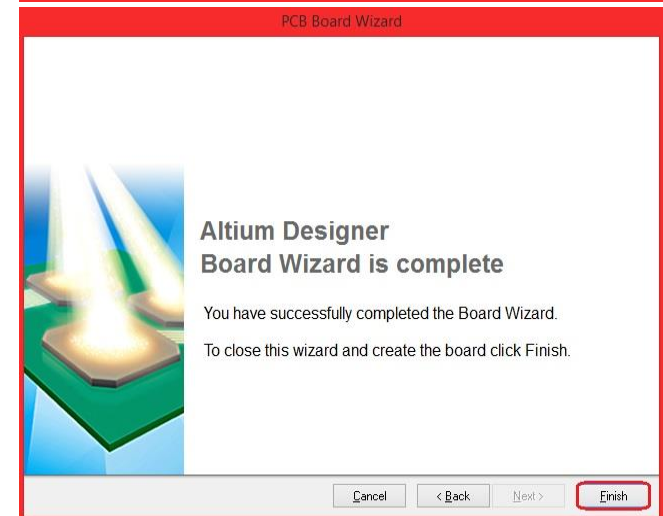 PCB Board Wizard
Altium Designer
Board Wizard is complete
You have successfully completed the Board Wizard.
To close this wizard and create the board click Finish.
Cancel
< Back
Next >
Finish